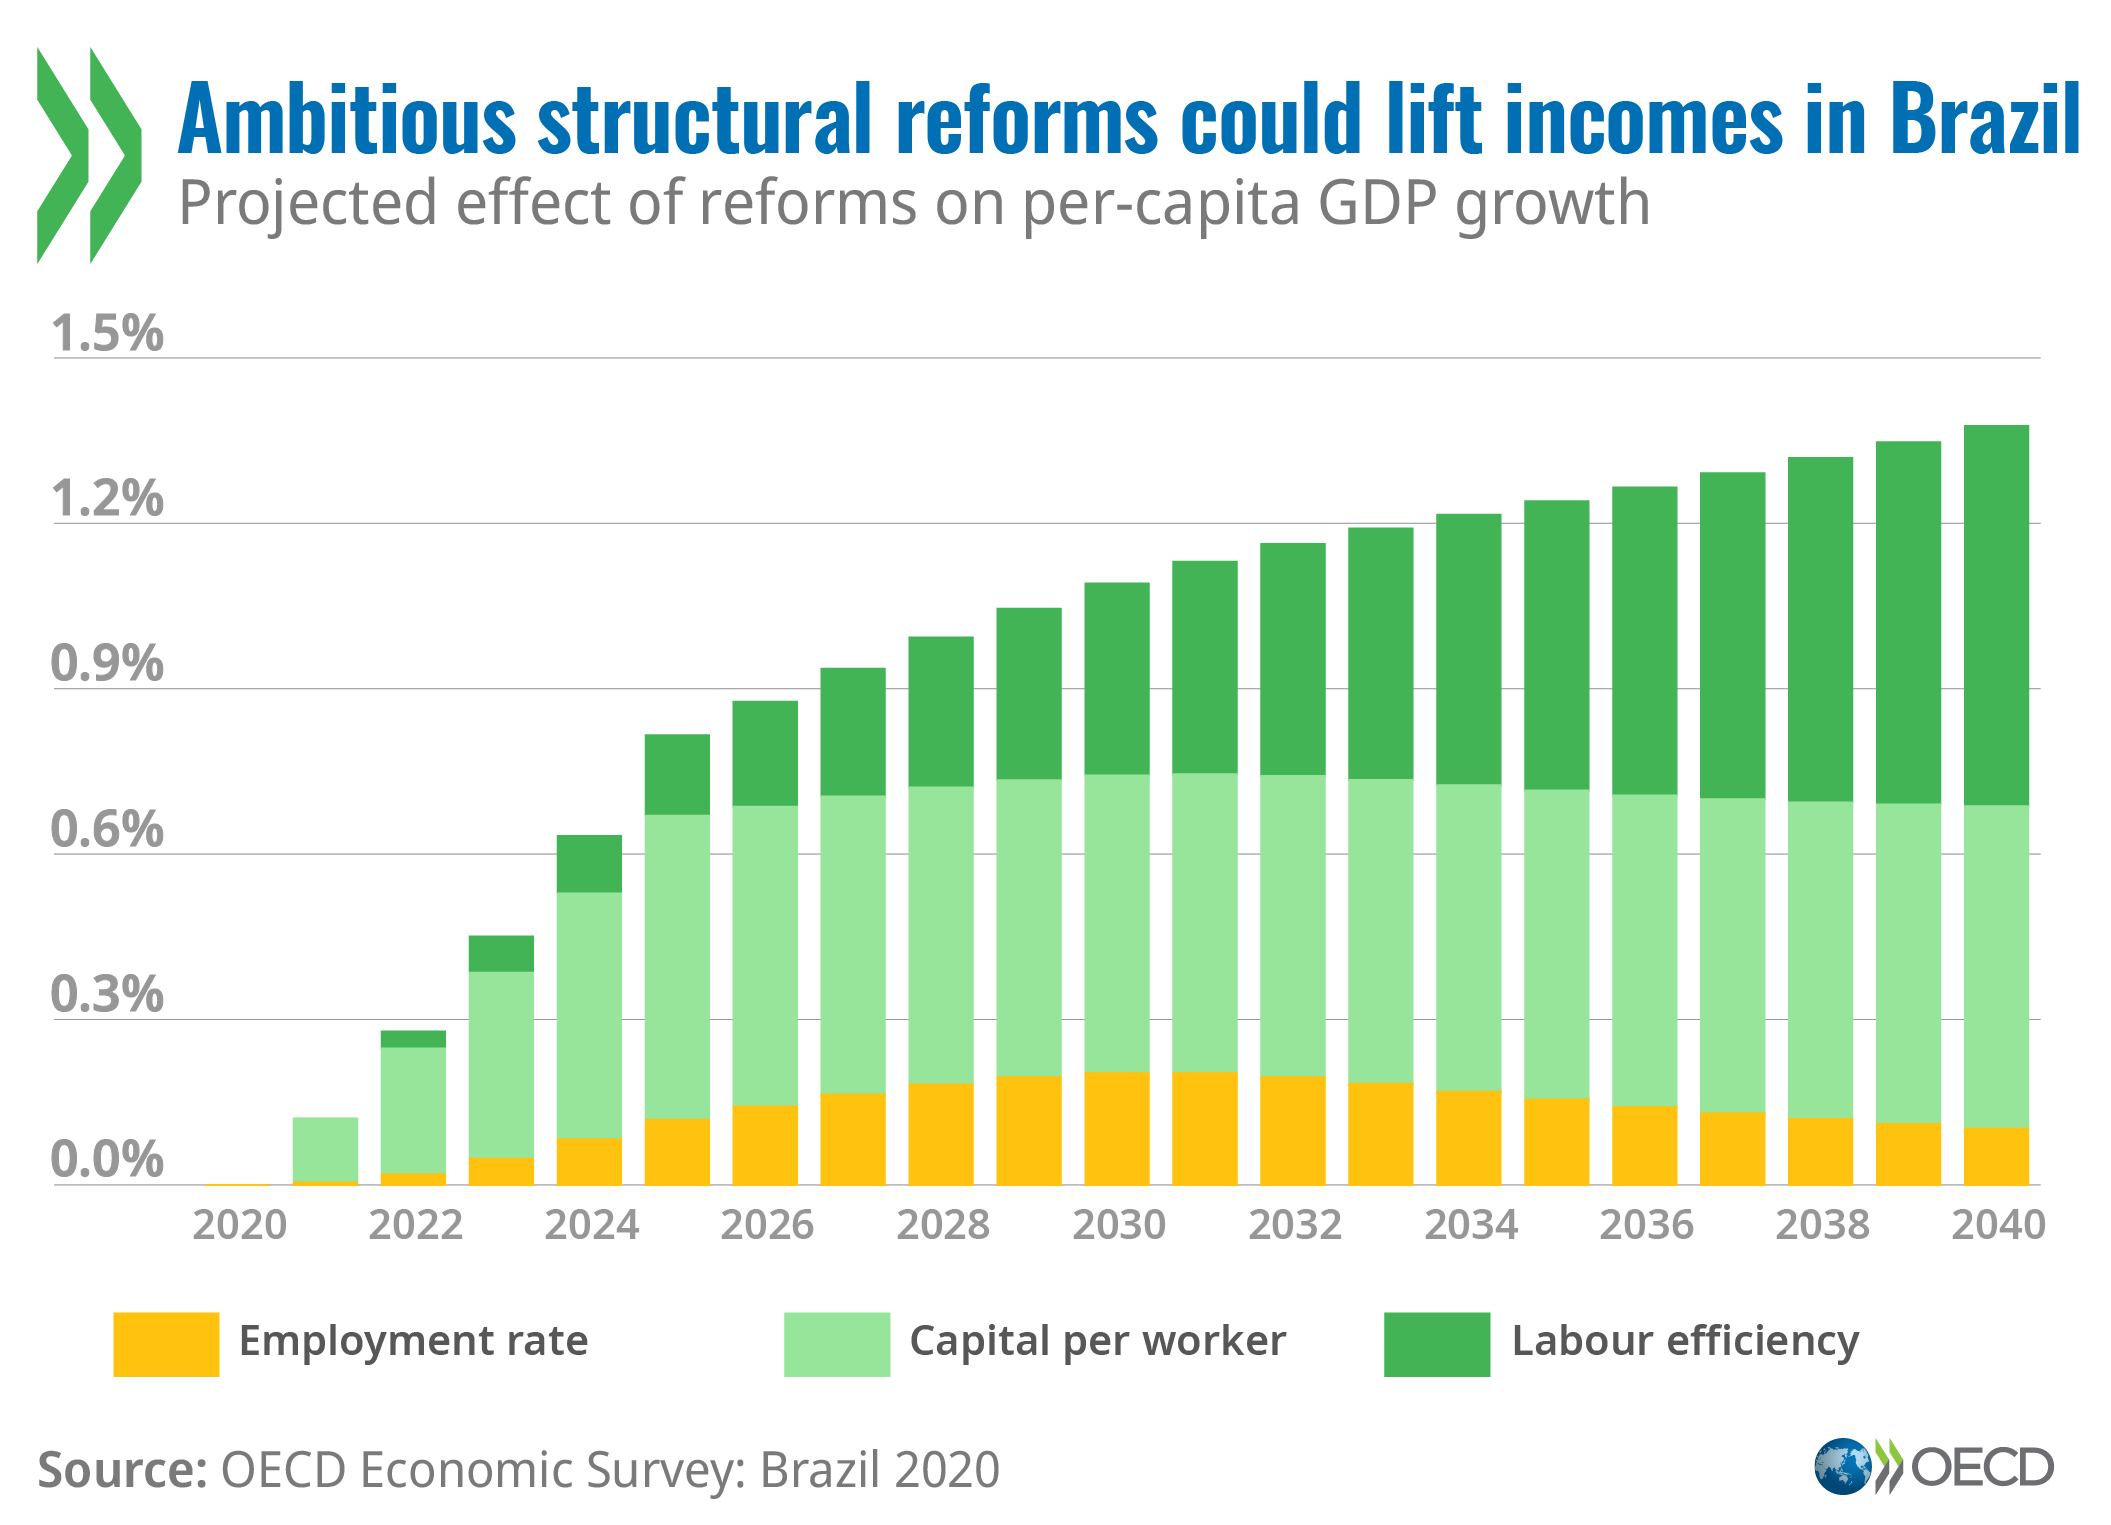 Ambitious structural reforms could lift incomes in Brazil
Projected effect of reforms on per-capita GDP growth
1.5%
1.2%
0.9%
0.6%
0.3%
0.0%
2020 2022 2024 2026 2028 2030 2032 2034 2036 2038 2040
Employment rate Capital per worker Labour efficiency
Source: OECD Economic Survey: Brazil 2020
OECD